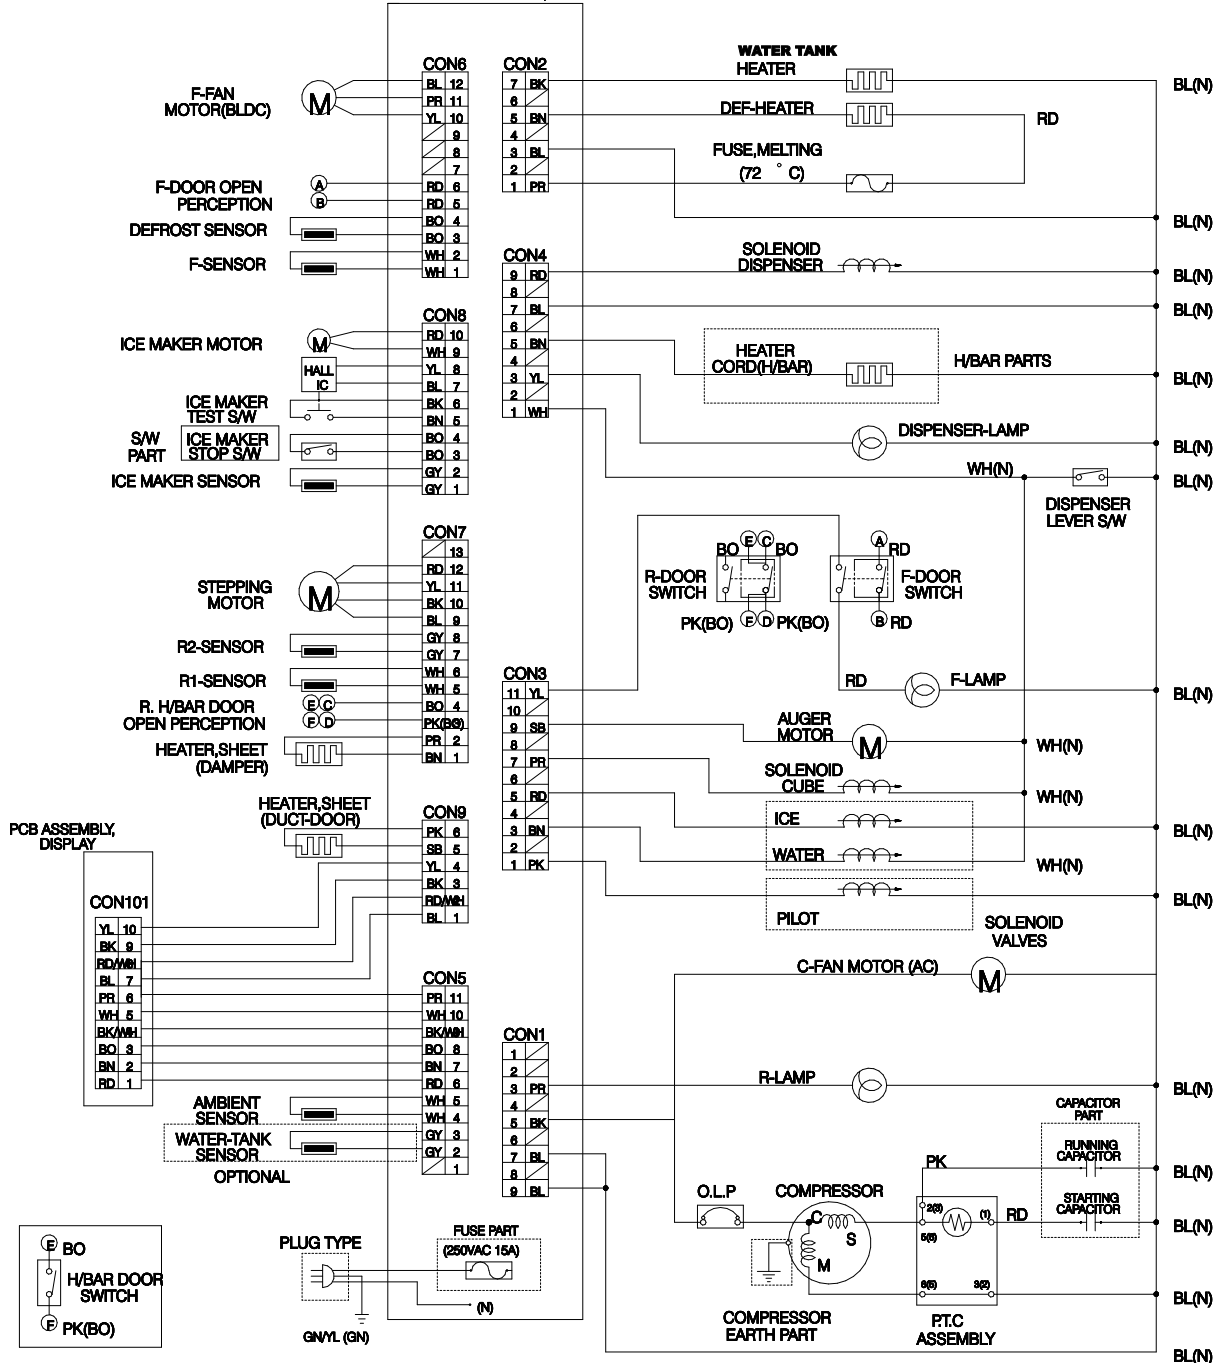 F-FAN
MOTOR(BLDC)
M
F-DOOR OPEN
PERCEPTION
A
B
DEFROST SENSOR
F-SENSOR
CON6
BL 12
PR 11
YL 10
9
8
7
RD 6
RD 5
BO 4
BO 3
WH 2
WH 1
CON2
7 BK
6
5 BN
4
3 BL
2
1 PR
WATER TANK
HEATER
DEF-HEATER
RD
FUSE,MELTING
(72 ° C)
BL(N)
BL(N)
CON4
9 RD
8
7 BL
6
5 BN
4
3 YL
2
1 WH
SOLENOID
DISPENSER
BL(N)
BL(N)
HEATER
CORD(H/BAR)
H/BAR PARTS
BL(N)
DISPENSER-LAMP
BL(N)
WH(N)
BL(N)
DISPENSER
LEVER S/W
ICE MAKER MOTOR
M
HALL
IC
ICE MAKER
TEST S/W
S/W
PART
ICE MAKER
STOP S/W
ICE MAKER SENSOR
CON8
RD 10
WH 9
YL 8
BL 7
BK 6
BN 5
BO 4
BO 3
GY 2
GY 1
BO
E
C
BO
R-DOOR
SWITCH
PK(BO)
F
D
PK(BO)
A
RD
F-DOOR
SWITCH
B
RD
STEPPING
MOTOR
M
R2-SENSOR
R1-SENSOR
R. H/BAR DOOR
OPEN PERCEPTION
E
C
F
D
HEATER,SHEET
(DAMPER)
CON7
13
RD 12
YL 11
BK 10
BL 9
GY 8
GY 7
WH 6
WH 5
BO 4
PK(BO) 3
PR 2
BN 1
CON3
11 YL
10
9 SB
8
7 PR
6
5 RD
4
3 BN
2
1 PK
RD
F-LAMP
BL(N)
AUGER
MOTOR
M
WH(N)
SOLENOID
CUBE
WH(N)
ICE
BL(N)
WATER
WH(N)
PILOT
BL(N)
SOLENOID
VALVES
HEATER,SHEET
(DUCT-DOOR)
CON9
PK 6
SB 5
YL 4
BK 3
RD/WH 2
BL 1
PCB ASSEMBLY,
DISPLAY
CON101
YL 10
BK 9
RD/WH 8
BL 7
PR 6
WH 5
BK/WH 4
BO 3
BN 2
RD 1
CON5
PR 11
WH 10
BK/WH 9
BO 8
BN 7
RD 6
WH 5
WH 4
GY 3
GY 2
1
AMBIENT
SENSOR
WATER-TANK
SENSOR
OPTIONAL
C-FAN MOTOR (AC)
M
CON1
1
2
3 PR
4
5 BK
6
7 BL
8
9 BL
R-LAMP
BL(N)
CAPACITOR
PART
RUNNING
CAPACITOR
PK
BL(N)
STARTING
CAPACITOR
RD
BL(N)
O.L.P
COMPRESSOR
C
S
M
2(3)
(1)
5(6)
6(5)
3(2)
BL(N)
COMPRESSOR
EARTH PART
P.T.C
ASSEMBLY
BL(N)
E
BO
H/BAR DOOR
SWITCH
F
PK(BO)
PLUG TYPE
GN/YL (GN)
FUSE PART
(250VAC 15A)
(N)